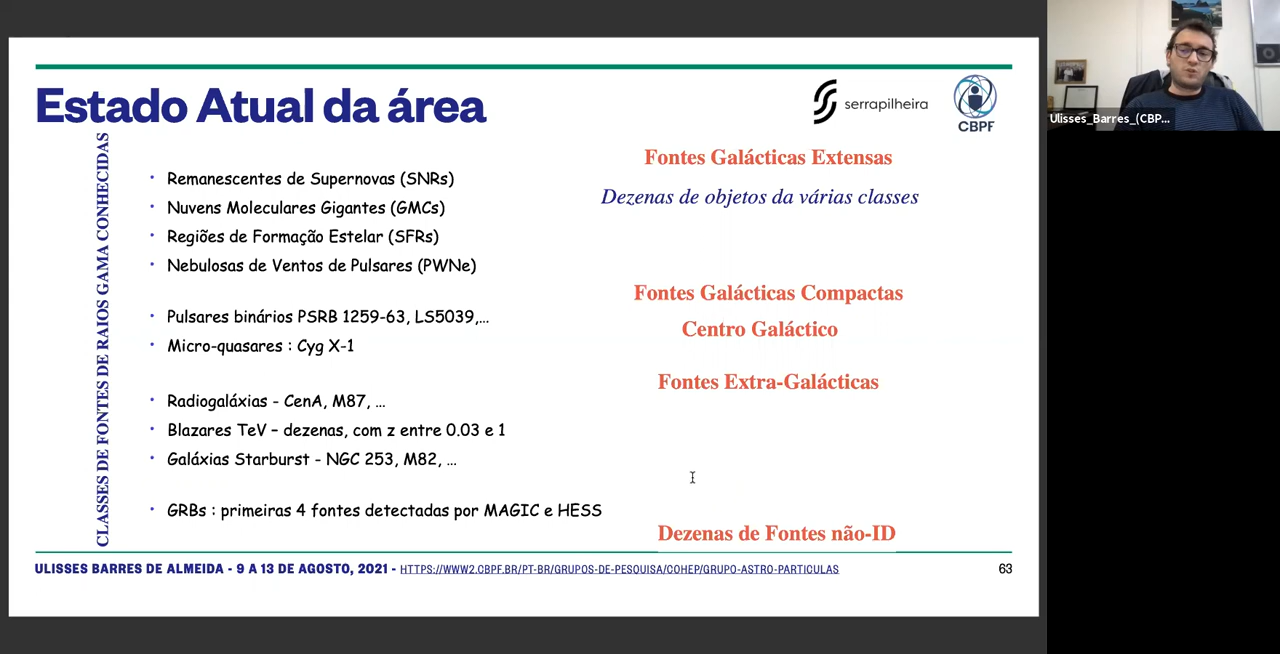 Estado Atual da área
serrapilheira
CBPF
CLASSES DE FONTES DE RAIOS GAMA CONHECIDAS
Fontes Galácticas Extensas
Dezenas de objetos da várias classes
• Remanescentes de Supernovas (SNRs)
• Nuvens Moleculares Gigantes (GMCs)
• Regiões de Formação Estelar (SFRs)
• Nebulosas de Ventos de Pulsares (PWNe)
Fontes Galácticas Compactas
• Pulsares binários PSRB 1259-63, LS5039,...
Centro Galáctico
• Micro-quasares : Cyg X-1
Fontes Extra-Galácticas
• Radiogaláxias - CenA, M87, ...
• Blazares TeV – dezenas, com z entre 0.03 e 1
• Galáxias Starburst - NGC 253, M82, ...
• GRBs : primeiras 4 fontes detectadas por MAGIC e HESS
Dezenas de Fontes não-ID
ULISSES BARRES DE ALMEIDA - 9 A 13 DE AGOSTO, 2021 - HTTPS://WWW2.CBPF.BR/PT-BR/GRUPOS-DE-PESQUISA/COHEP/GRUPO-ASTRO-PARTICULAS
63
Ulisses_Barres_(CBP...